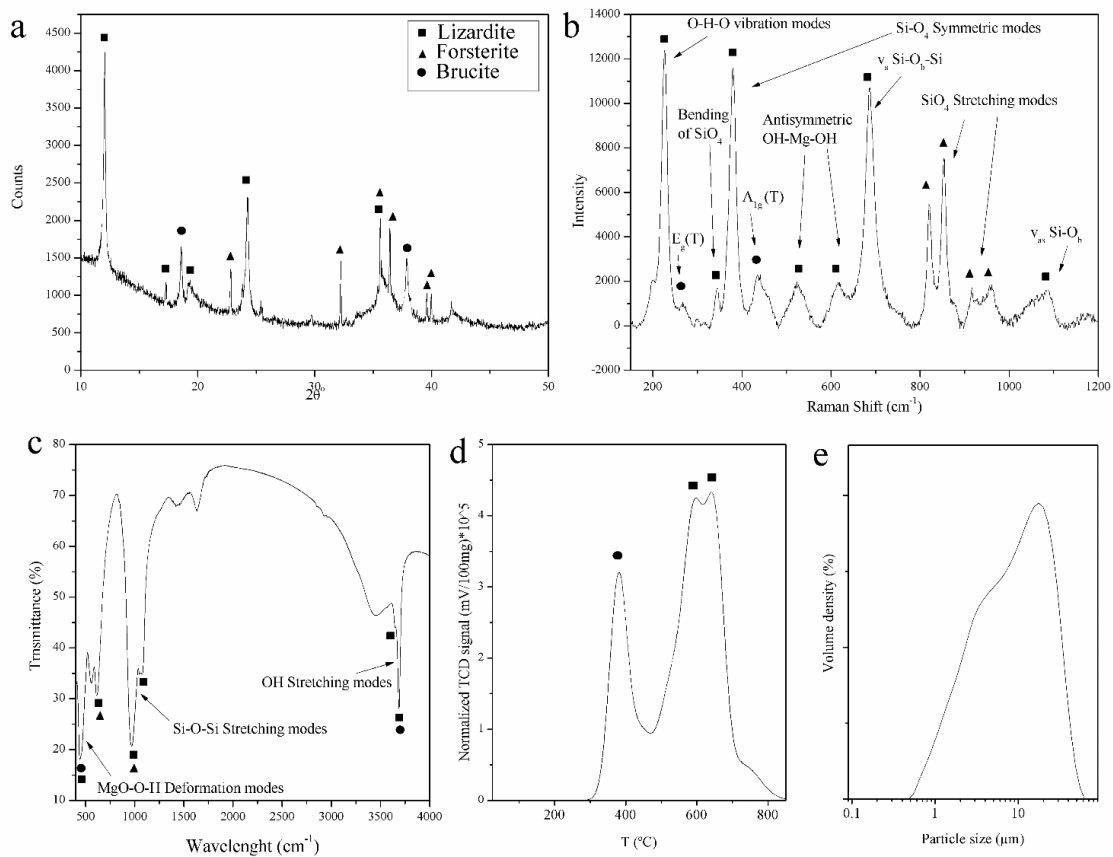 a
4500
4000
3500
3000
2500
2000
1500
1000
500
0
Counts
10
20
30
40
50
2θº
Lizardite
Forsterite
Brucite
b
14000
12000
10000
8000
6000
4000
2000
0
-2000
Intensity
200
400
600
800
1000
1200
Raman Shift (cm-1)
O-H-O vibration modes
Si-O4 Symmetric modes
va Si-Ob-Si
SiO4 Stretching modes
Bending
of SiO4
Antisymmetric
OH-Mg-OH
A1g (T)
Eg(T)
vas Si-Ob
c
80
70
60
50
40
30
20
10
Trnsmittance (%)
500
1000
1500
2000
2500
3000
3500
4000
Wavelenght (cm-1)
OH Stretching modes
Si-O-Si Stretching modes
MgO-O-H Deformation modes
d
5
4
3
2
1
0
Normalized TCD signal (mV/100mg)*10^5
200
400
600
800
T (ºC)
e
Volume density (%)
0.1
1
10
Particle size (µm)